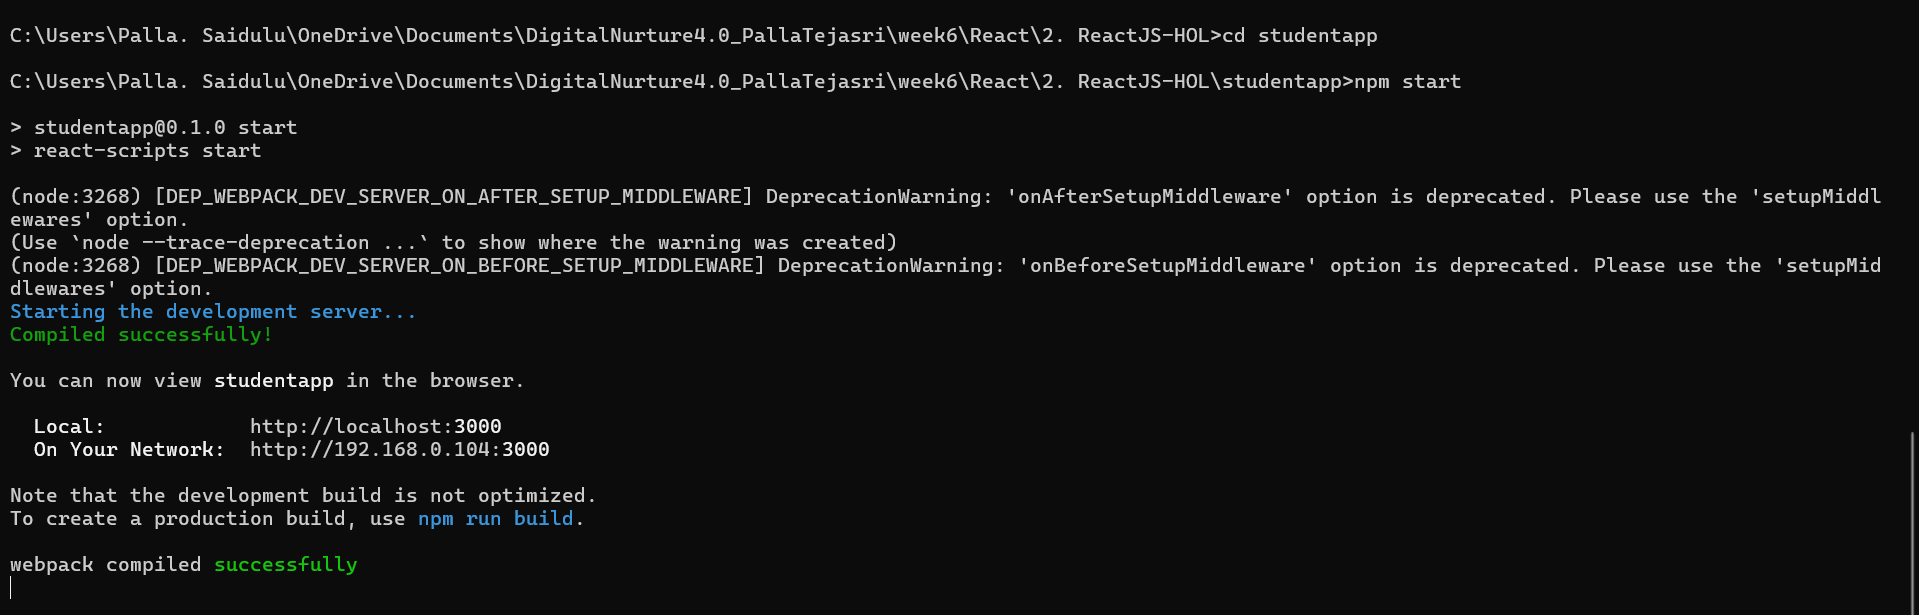 C:\Users\Palla. Saidulu\OneDrive\Documents\DigitalNurture4.0_PallaTejasri\week6\React\2. ReactJS-HOL>cd studentapp
C:\Users\Palla. Saidulu\OneDrive\Documents\DigitalNurture4.0_PallaTejasri\week6\React\2. ReactJS-HOL\studentapp>npm start
> studentapp@0.1.0 start
> react-scripts start
(node:3268) [DEP_WEBPACK_DEV_SERVER_ON_AFTER_SETUP_MIDDLEWARE] DeprecationWarning: 'onAfterSetupMiddleware' option is deprecated. Please use the 'setupMiddl
ewares' option.
(Use `node --trace-deprecation ...` to show where the warning was created)
(node:3268) [DEP_WEBPACK_DEV_SERVER_ON_BEFORE_SETUP_MIDDLEWARE] DeprecationWarning: 'onBeforeSetupMiddleware' option is deprecated. Please use the 'setupMid
dlewares' option.
Starting the development server...
Compiled successfully!
You can now view studentapp in the browser.
Local:            http://localhost:3000
On Your Network:  http://192.168.0.104:3000
Note that the development build is not optimized.
To create a production build, use npm run build.
webpack compiled successfully